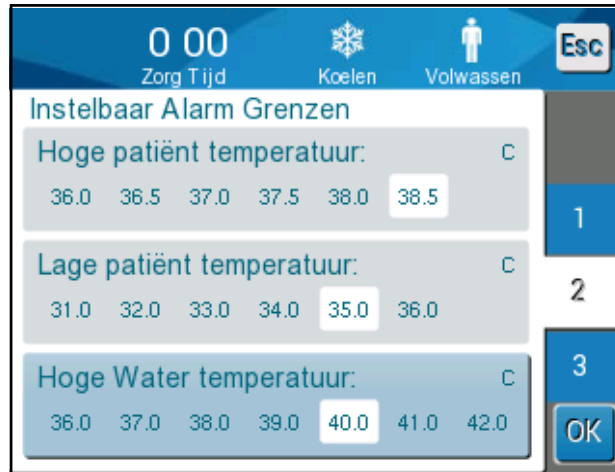 0 00 Esc
Zorg Tijd Koelen Volwassen
Instelbaar Alarm Grenzen
Hoge patiënt temperatuur: C
36.0 36.5 37.0 37.5 38.0 38.5
1
Lage patiënt temperatuur: C
31.0 32.0 33.0 34.0 35.0 36.0
2
Hoge Water temperatuur: C
36.0 37.0 38.0 39.0 40.0 41.0 42.0
3
OK